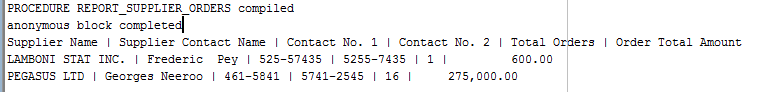 PROCEDURE REPORT_SUPPLIER_ORDERS compiled
anonymous block completed
Supplier Name | Supplier Contact Name | Contact No. 1 | Contact No. 2 | Total Orders | Order Total Amount
LAMBONI STAT INC. | Frederic  Pey | 525-57435 | 5255-7435 | 1 |          600.00
PEGASUS LTD | Georges Neeroo | 461-5841 | 5741-2545 | 16 |      275,000.00